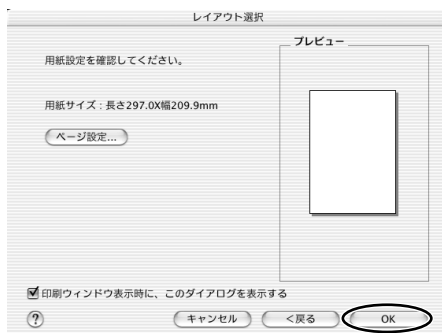 レイアウト選択
プレビュー
用紙設定を確認してください。
用紙サイズ：長さ297.0X幅209.9mm
ページ設定...
印刷ウィンドウ表示時に、このダイアログを表示する
?
キャンセル
<戻る
OK